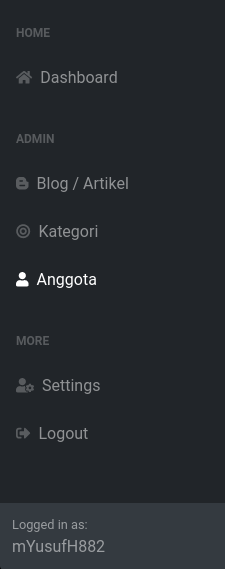 HOME
Dashboard
ADMIN
Blog / Artikel
Kategori
Anggota
MORE
Settings
Logout
Logged in as:
mYusufH882